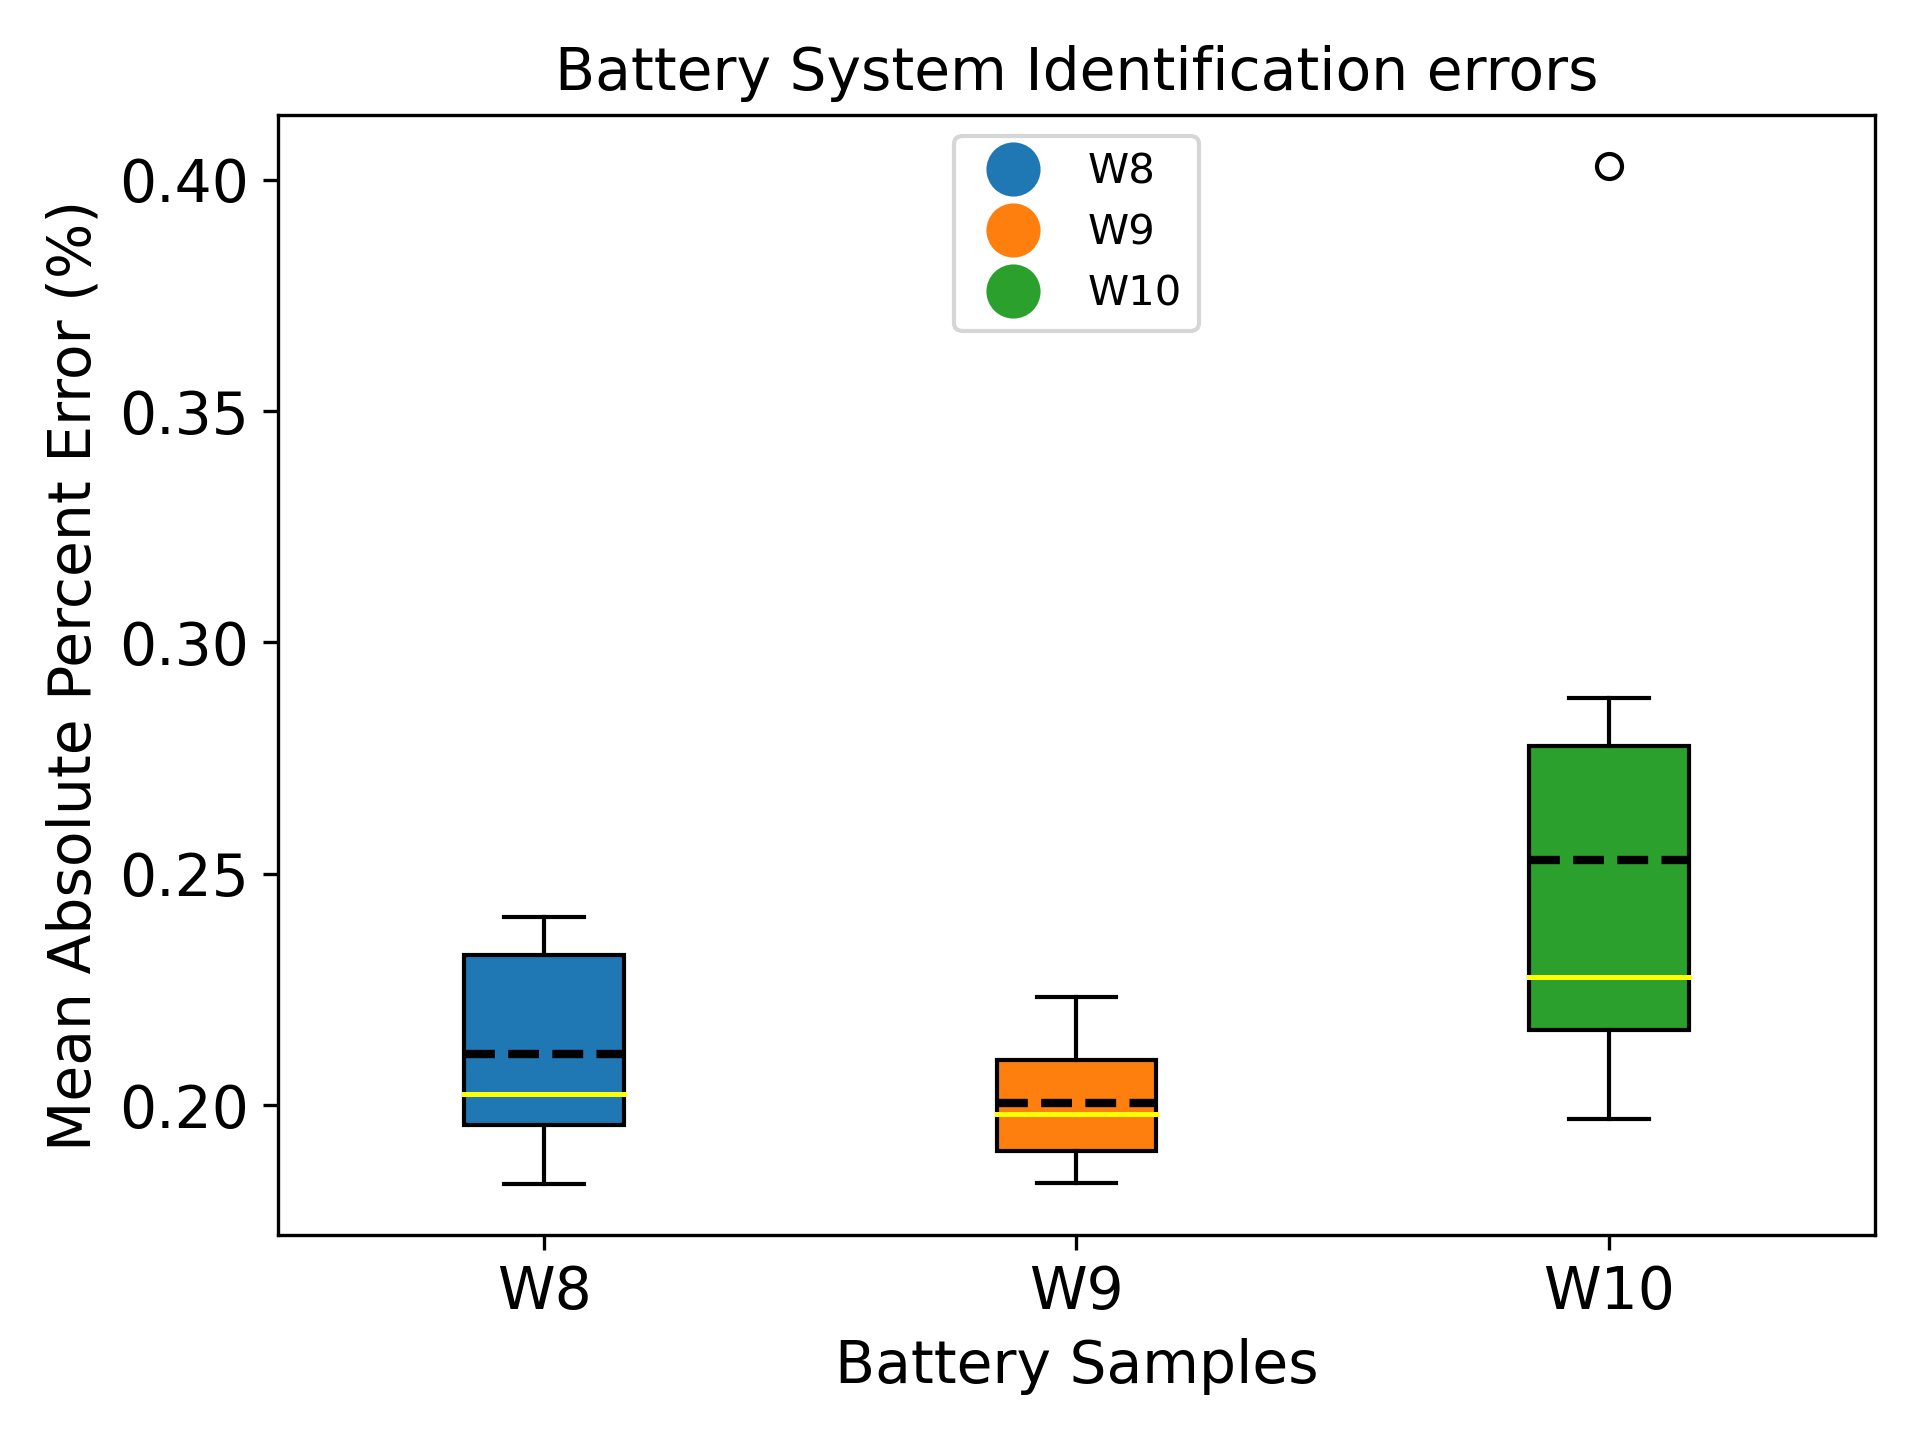 Battery System Identification errors
W8
W9
W10
0.40
0.35
0.30
0.25
0.20
Mean Absolute Percent Error (%)
W8 W9 W10
Battery Samples